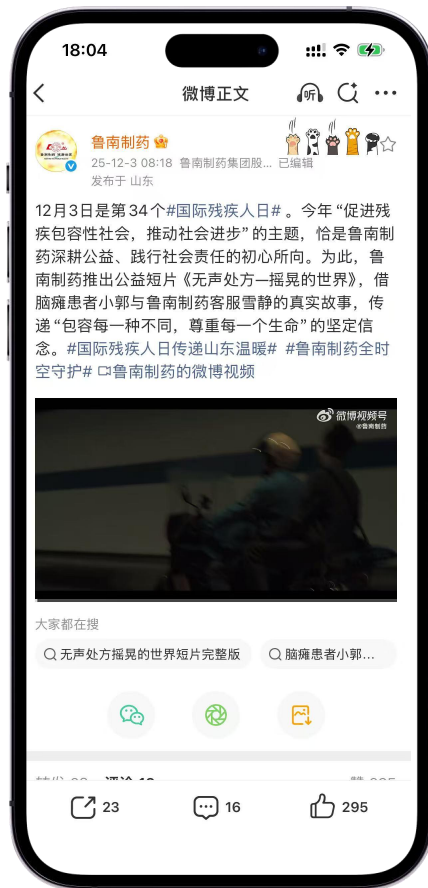 18:04
微博正文
听
鲁南制药
25-12-3 08:18 鲁南制药集团股... 已编辑
发布于 山东
12月3日是第34个#国际残疾人日# 。今年“促进残
疾包容性社会，推动社会进步”的主题，恰是鲁南制
药深耕公益、践行社会责任的初心所向。为此，鲁
南制药推出公益短片《无声处方—摇晃的世界》，借
脑瘫患者小郭与鲁南制药客服雪静的真实故事，传
递“包容每一种不同，尊重每一个生命”的坚定信
念。#国际残疾人日传递山东温暖# #鲁南制药全时
空守护# 鲁南制药的微博视频
微博视频号
@鲁南制药
大家都在搜
无声处方摇晃的世界短片完整版
脑瘫患者小郭...
23
16
295